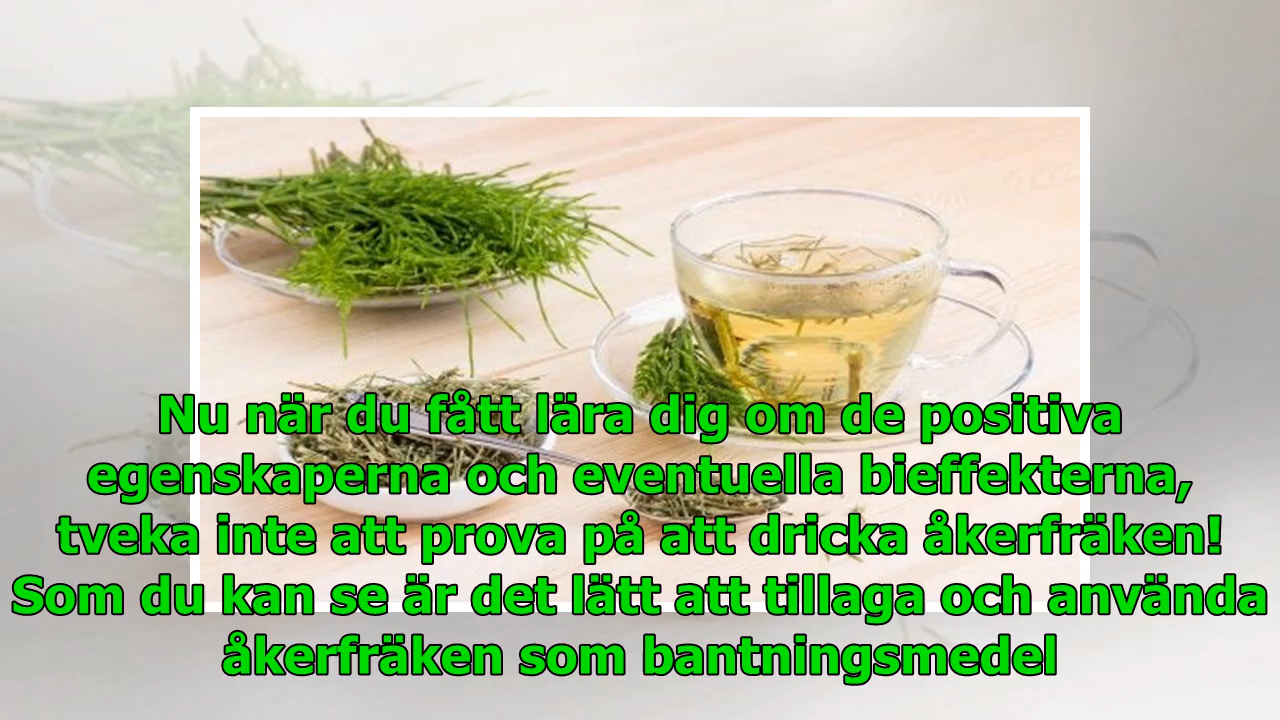 Nu när du fått lära dig om de positiva
egenskaperna och eventuella bieffekterna,
tveka inte att prova på att dricka åkerfräken!
Som du kan se är det lätt att tillaga och använda
åkerfräken som bantningsmedel